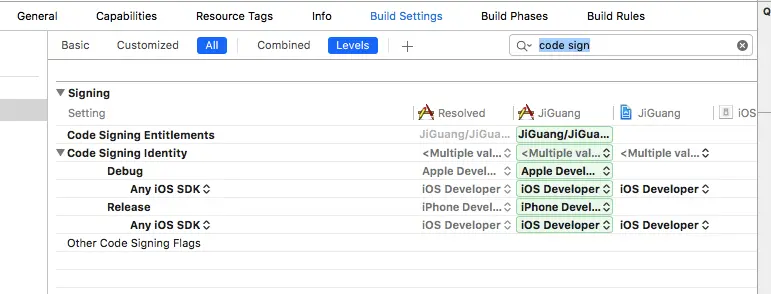 General Capabilities Resource Tags Info Build Settings Build Phases Build Rules
Basic Customized All Combined Levels + code sign
Signing
Setting Resolved JiGuang JiGuang iOS
Code Signing Entitlements JiGuang/JiGua... JiGuang/JiGua...
Code Signing Identity <Multiple val... <Multiple val... <Multiple val...
Debug Apple Devel... Apple Devel...
Any iOS SDK iOS Developer iOS Developer iOS Developer
Release iPhone Devel... iPhone Devel...
Any iOS SDK iOS Developer iOS Developer iOS Developer
Other Code Signing Flags